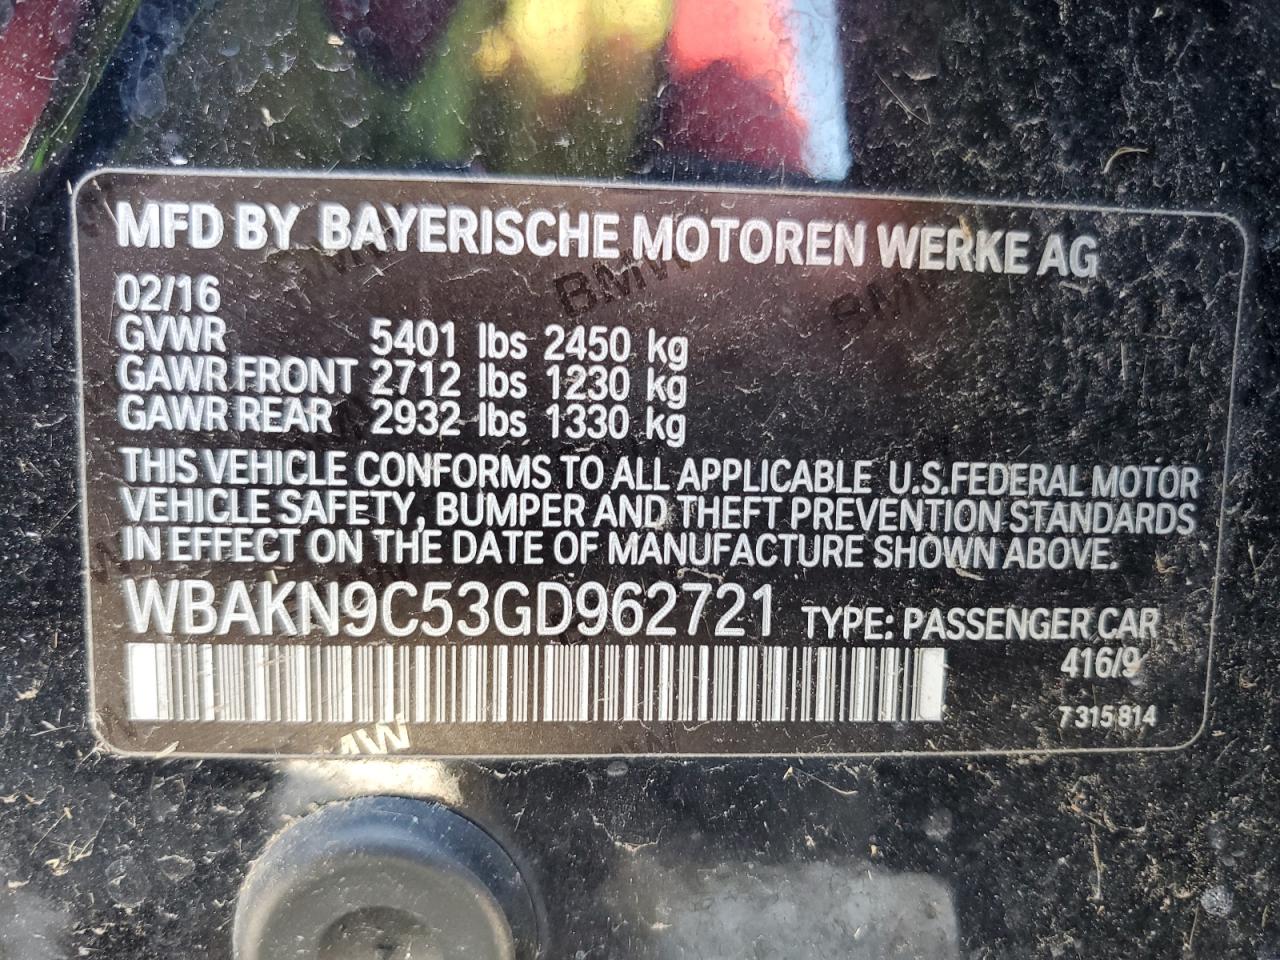 MFD BY BAYERISCHE MOTOREN WERKE AG
02/16
GVWR 5401 lbs 2450 kg
GAWR FRONT 2712 lbs 1230 kg
GAWR REAR 2932 lbs 1330 kg
THIS VEHICLE CONFORMS TO ALL APPLICABLE U.S.FEDERAL MOTOR
VEHICLE SAFETY, BUMPER AND THEFT PREVENTION STANDARDS
IN EFFECT ON THE DATE OF MANUFACTURE SHOWN ABOVE.
WBAKN9C53GD962721 TYPE: PASSENGER CAR
416/9
7 315 814